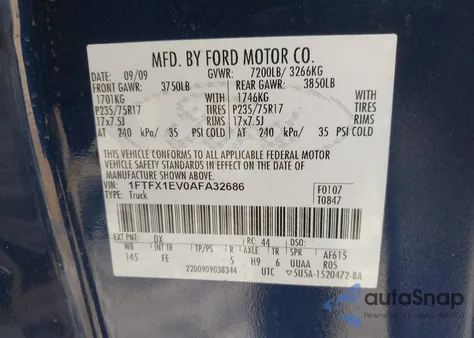 MFD. BY FORD MOTOR CO.
DATE: 09/09 GVWR: 7200LB/ 3266KG
FRONT GAWR: 3750LB REAR GAWR: 3850LB
1701KG WITH 1746KG WITH
P235/75R17 TIRES P235/75R17 TIRES
17x7.5J RIMS 17x7.5J RIMS
AT 240 kPa/ 35 PSI COLD AT 240 kPa/ 35 PSI COLD
THIS VEHICLE CONFORMS TO ALL APPLICABLE FEDERAL MOTOR
VEHICLE SAFETY STANDARDS IN EFFECT ON THE DATE OF
MANUFACTURE SHOWN ABOVE.
VIN: 1FTFX1EV0AFA32686
TYPE: Truck
F0107
T0847
EXT PNT: DX RC: 44 DSO:
WB INT TR TP/PS R AXLE TR SPR AF615
145 FE 5 H9 6 UUAA R05
2200909038344 UTC 5U5A-1520472-BA
autoSnap